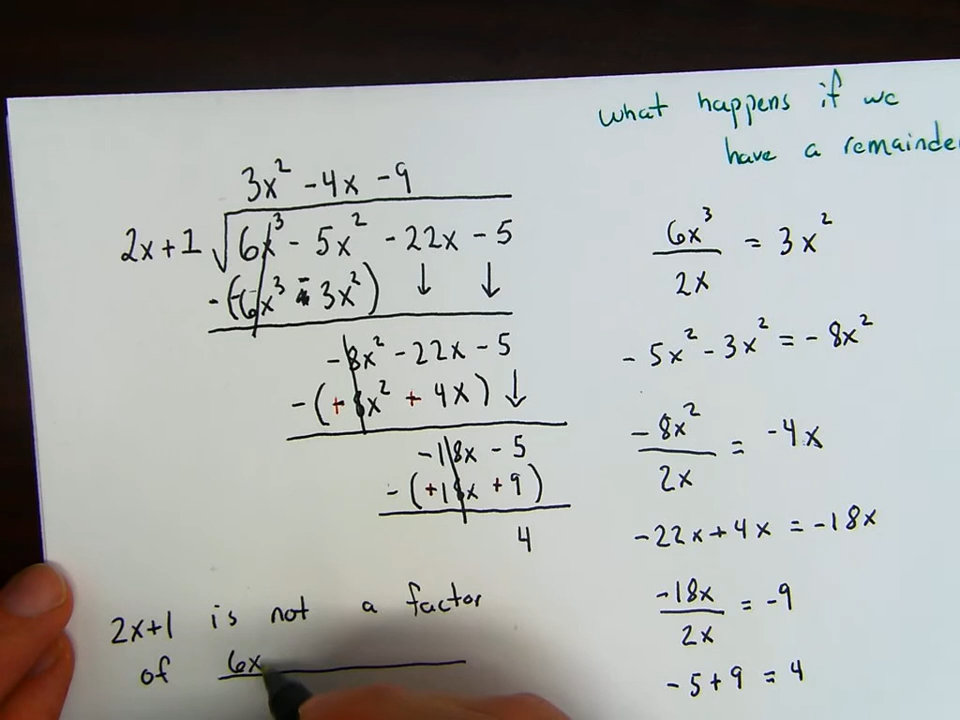 what happens if we
have a remainde
3x² - 4x - 9
2x+1 √6x³ - 5x² - 22x - 5
-(6x³ - 3x²) ↓ ↓
-8x² - 22x - 5
-(+8x² + 4x) ↓
-18x - 5
-(+18x + 9)
4
2x+1 is not a factor
of 6x
6x³/2x = 3x²
-5x² - 3x² = -8x²
-8x²/2x = -4x
-22x + 4x = -18x
-18x/2x = -9
-5 + 9 = 4